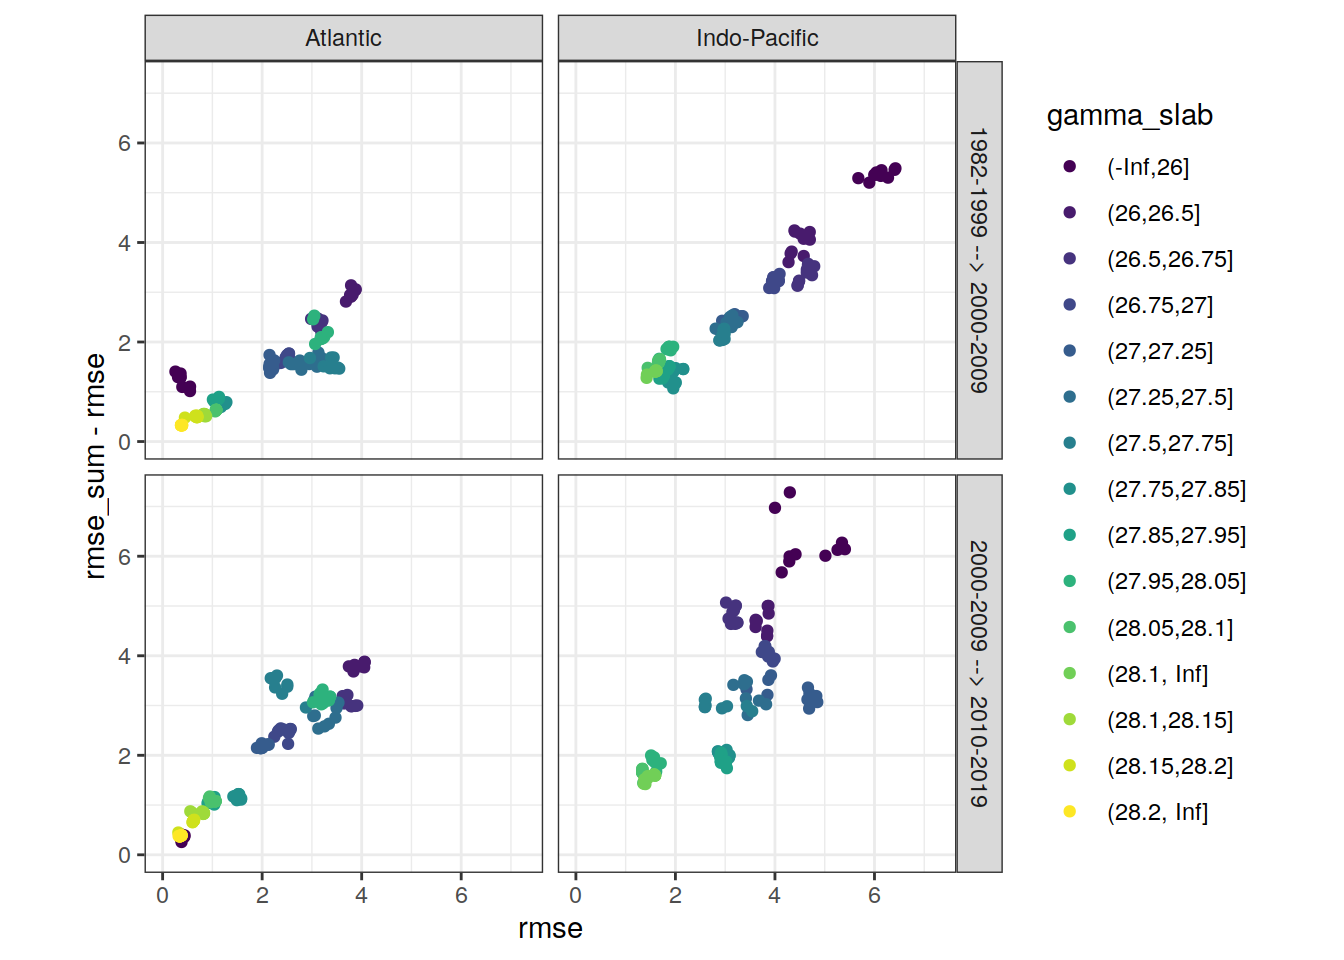 Atlantic
Indo-Pacific
6
4
2
0
1982-1999 --> 2000-2009
6
4
2
0
2000-2009 --> 2010-2019
0
2
4
6
0
2
4
6
rmse
rmse_sum - rmse
gamma_slab
(-Inf,26]
(26,26.5]
(26.5,26.75]
(26.75,27]
(27,27.25]
(27.25,27.5]
(27.5,27.75]
(27.75,27.85]
(27.85,27.95]
(27.95,28.05]
(28.05,28.1]
(28.1, Inf]
(28.1,28.15]
(28.15,28.2]
(28.2, Inf]